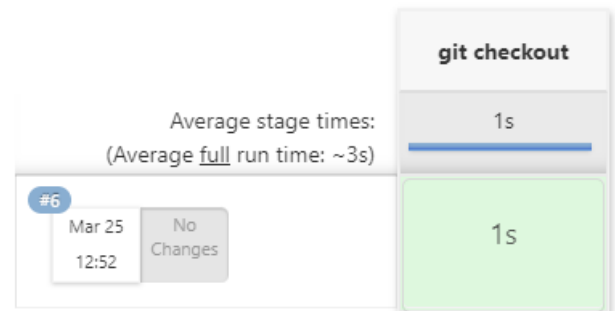 git checkout
Average stage times:
1s
(Average full run time: ~3s)
#6
Mar 25
No
Changes
12:52
1s